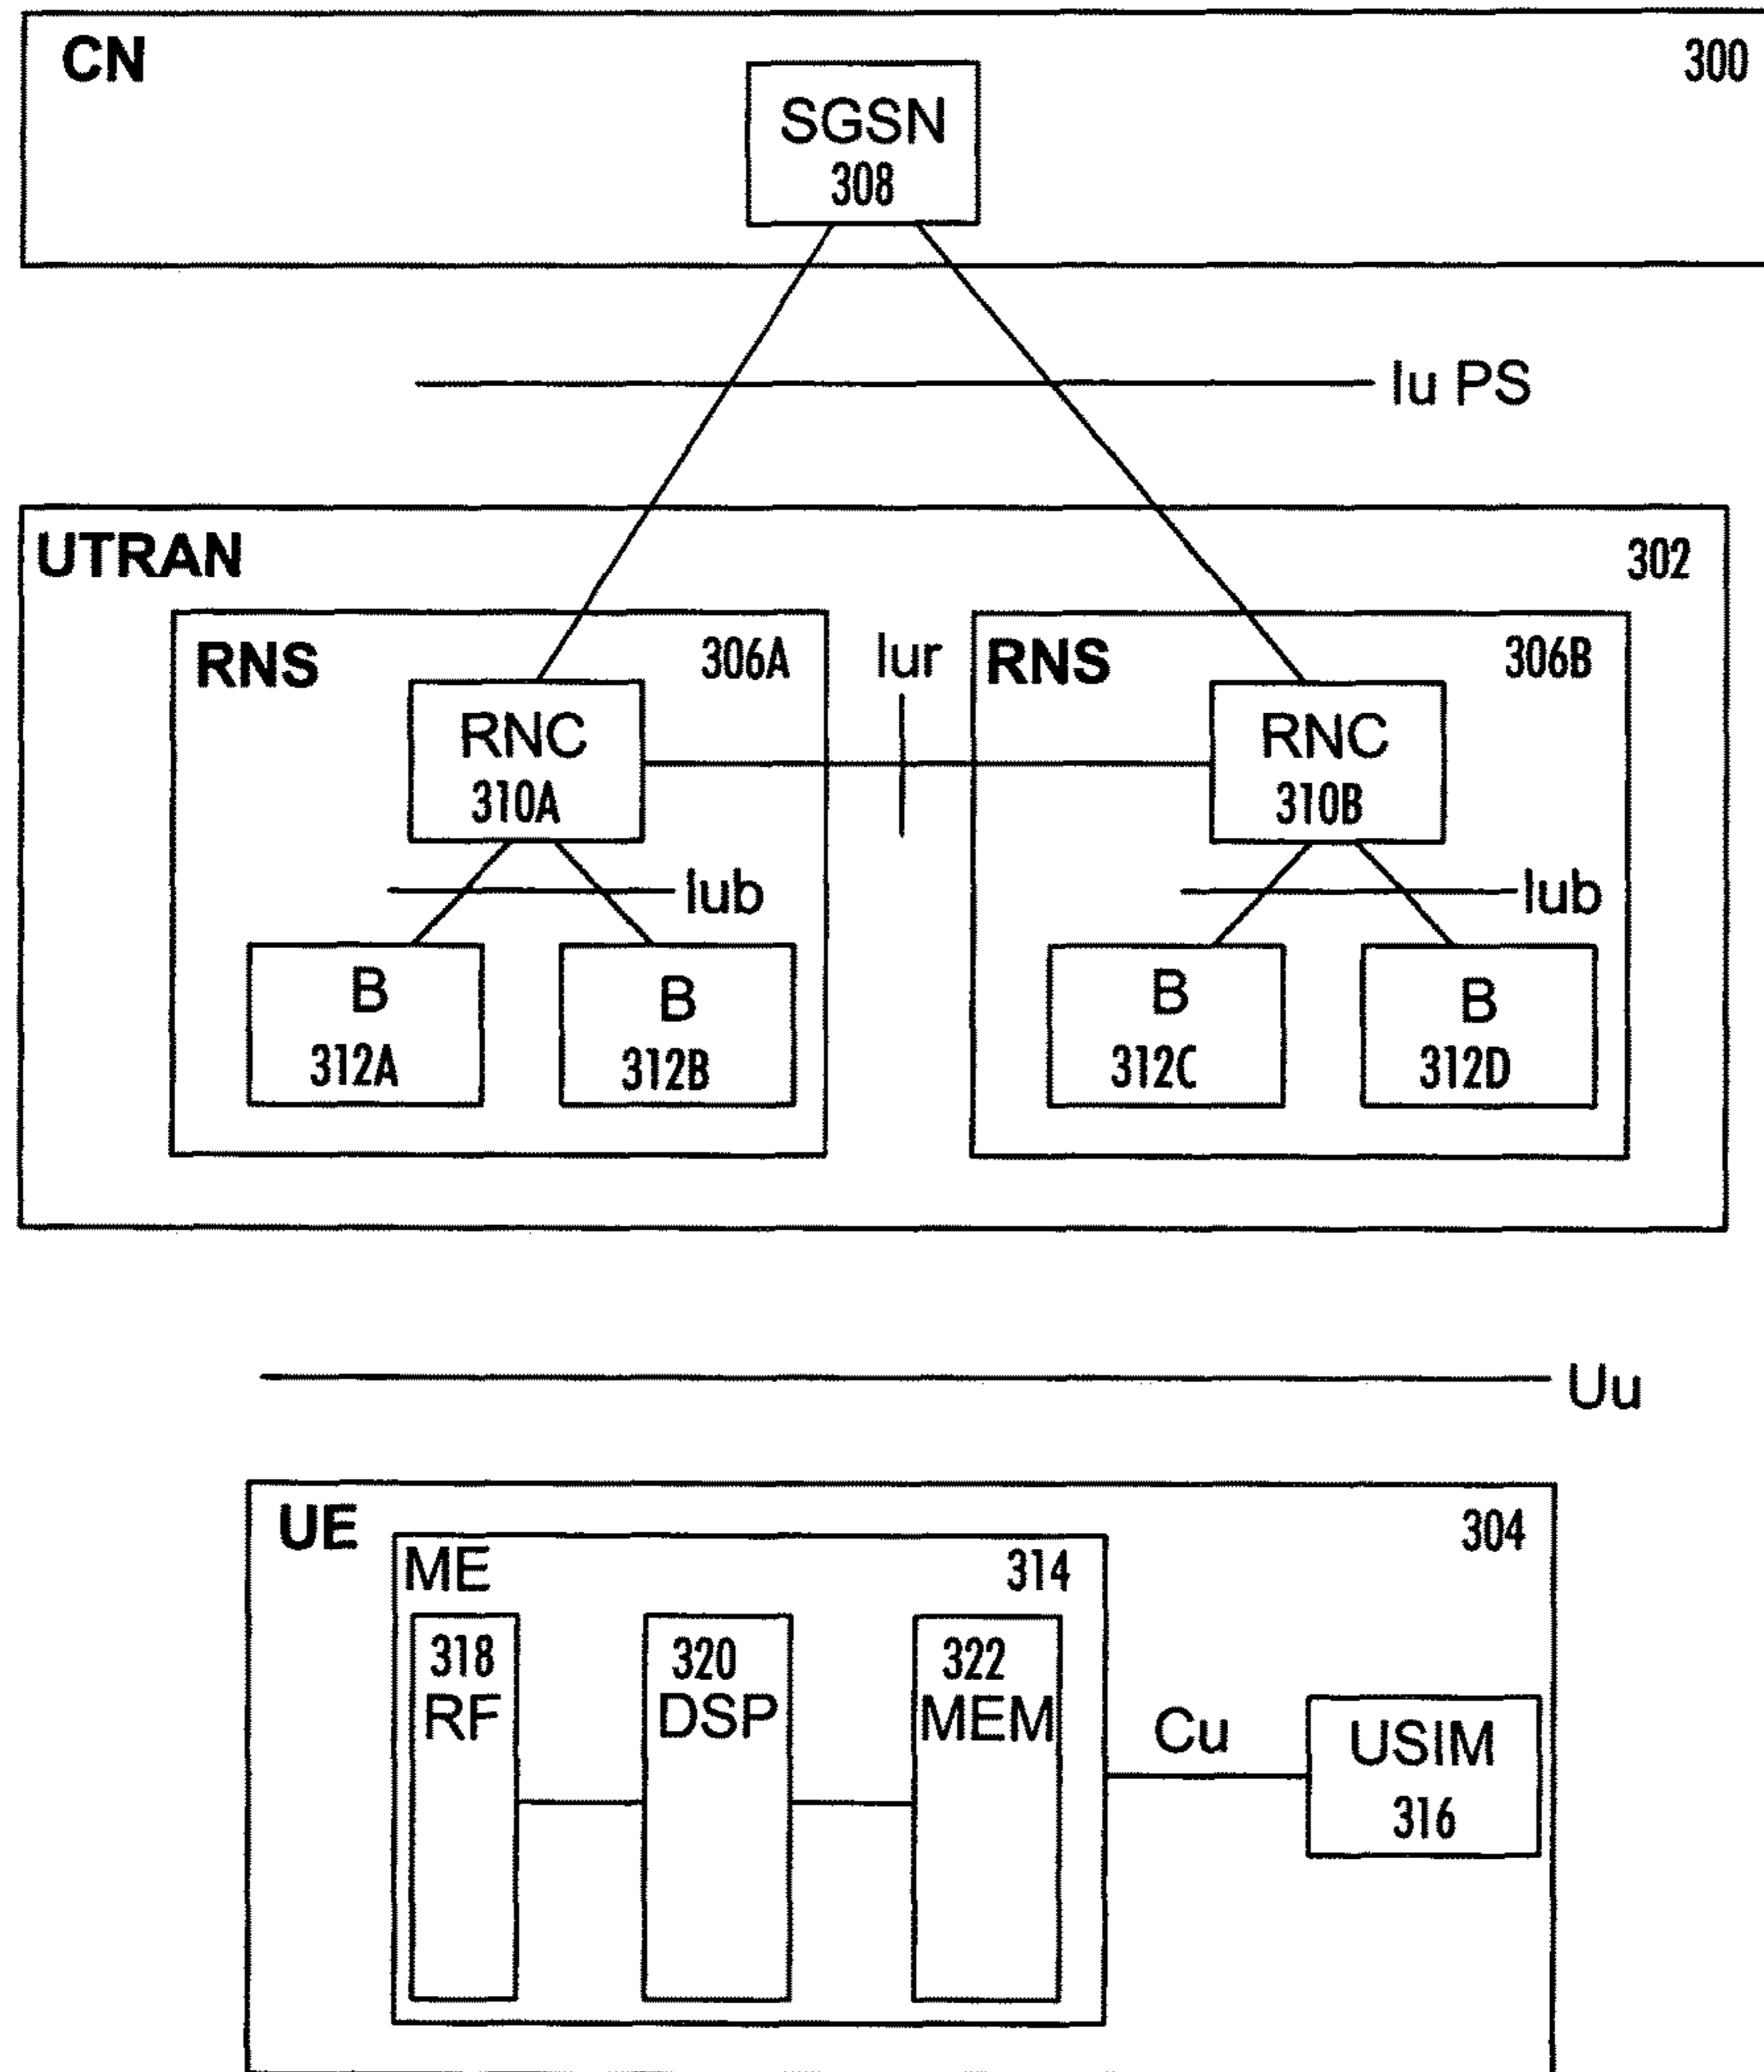 CN
300
SGSN
308
Iu PS
UTRAN
302
RNS
306A
Iur
RNS
306B
RNC
310A
RNC
310B
Iub
Iub
B
312A
B
312B
B
312C
B
312D
Uu
UE
304
ME
314
318
RF
320
DSP
322
MEM
Cu
USIM
316